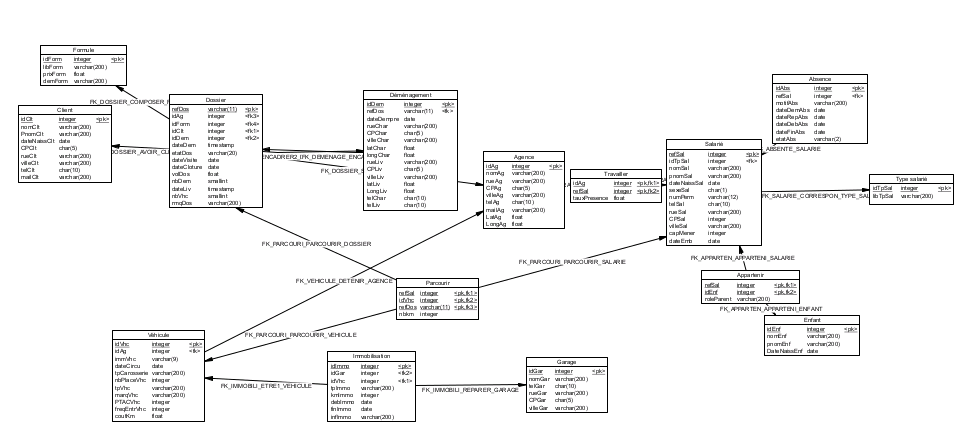 Formule
idForm integer <pk>
libForm varchar(200)
prixForm float
demForm varchar(200)
Client
idClt integer <pk>
nomClt varchar(200)
PnomClt varchar(200)
dateNaissClt date
CPClt char(5)
rueClt varchar(200)
villeClt varchar(200)
telClt char(10)
mailClt varchar(200)
FK_DOSSIER_COMPOSER_F
DOSSIER_AVOIR_CL
Dossier
refDos varchar(11) <pk>
idAg integer <fk3>
idForm integer <fk4>
idClt integer <fk1>
idDem integer <fk2>
dateDem timestamp
etatDos varchar(20)
dateVisite date
dateCloture date
volDos float
nbDem smallint
nbVhc smallint
dateLiv timestamp
nbSal smallint
rmqDos varchar(200)
ENCADRER2_(FK_DEMENAGE_ENCA
FK_DOSSIER_S
Déménagement
idDem integer <pk>
refDos varchar(11) <fk>
dateDempre date
rueChar varchar(200)
CPChar char(5)
villeChar varchar(200)
latChar float
longChar float
rueLiv varchar(200)
CPLiv char(5)
villeLiv varchar(200)
latLiv float
LongLiv float
telChar char(10)
telLiv char(10)
Agence
idAg integer <pk>
nomAg varchar(200)
rueAg varchar(200)
CPAg char(5)
villeAg varchar(200)
telAg char(10)
mailAg varchar(200)
LatAg float
LongAg float
Travailler
idAg integer <pk,fk1>
refSal integer <pk,fk2>
tauxPresence float
Absence
idAbs integer <pk>
refSal integer <fk>
motifAbs varchar(200)
dateDemAbs date
dateRepAbs date
dateDebAbs date
dateFinAbs date
etatAbs varchar(2)
ABSENTE_SALARIE
Salarié
refSal integer <pk>
idTpSal integer <fk>
nomSal varchar(200)
pnomSal varchar(200)
dateNaisSal date
sexeSal char(1)
numPerm varchar(12)
telSal char(10)
rueSal varchar(200)
CPSal integer
villeSal varchar(200)
capMener integer
dateEmb date
FK_SALARIE_CORRESPON_TYPE_SAL
Type salarié
idTpSal integer <pk>
libTpSal varchar(200)
FK_PARCOURI_PARCOURIR_DOSSIER
FK_PARCOURI_PARCOURIR_SALARIE
FK_VEHICULE_DETENIR_AGENCE
FK_PARCOURI_PARCOURIR_VEHICULE
Parcourir
refSal integer <pk,fk1>
idVhc integer <pk,fk2>
refDos varchar(11) <pk,fk3>
nbkm integer
FK_APPARTEN_APPARTENI_SALARIE
Appartenir
refSal integer <pk,fk1>
idEnf integer <pk,fk2>
roleParent varchar(200)
FK_APPARTEN_APPARTENI_ENFANT
Enfant
idEnf integer <pk>
nomEnf varchar(200)
pnomEnf varchar(200)
DateNaissEnf date
Véhicule
idVhc integer <pk>
idAg integer <fk>
immVhc varchar(9)
dateCircu date
tpCarosserie varchar(200)
nbPlaceVhc integer
tpVhc varchar(200)
marqVhc varchar(200)
PTACVhc integer
freqEntrVhc integer
coutKm float
FK_IMMOBILI_ETRE1_VEHICULE
Immobilisation
idImmo integer <pk>
idGar integer <fk2>
idVhc integer <fk1>
tpImmo varchar(200)
kmImmo integer
debImmo date
finImmo date
infImmo varchar(200)
FK_IMMOBILI_REPARER_GARAGE
Garage
idGar integer <pk>
nomGar varchar(200)
telGar char(10)
rueGar varchar(200)
CPGar char(5)
villeGar varchar(200)